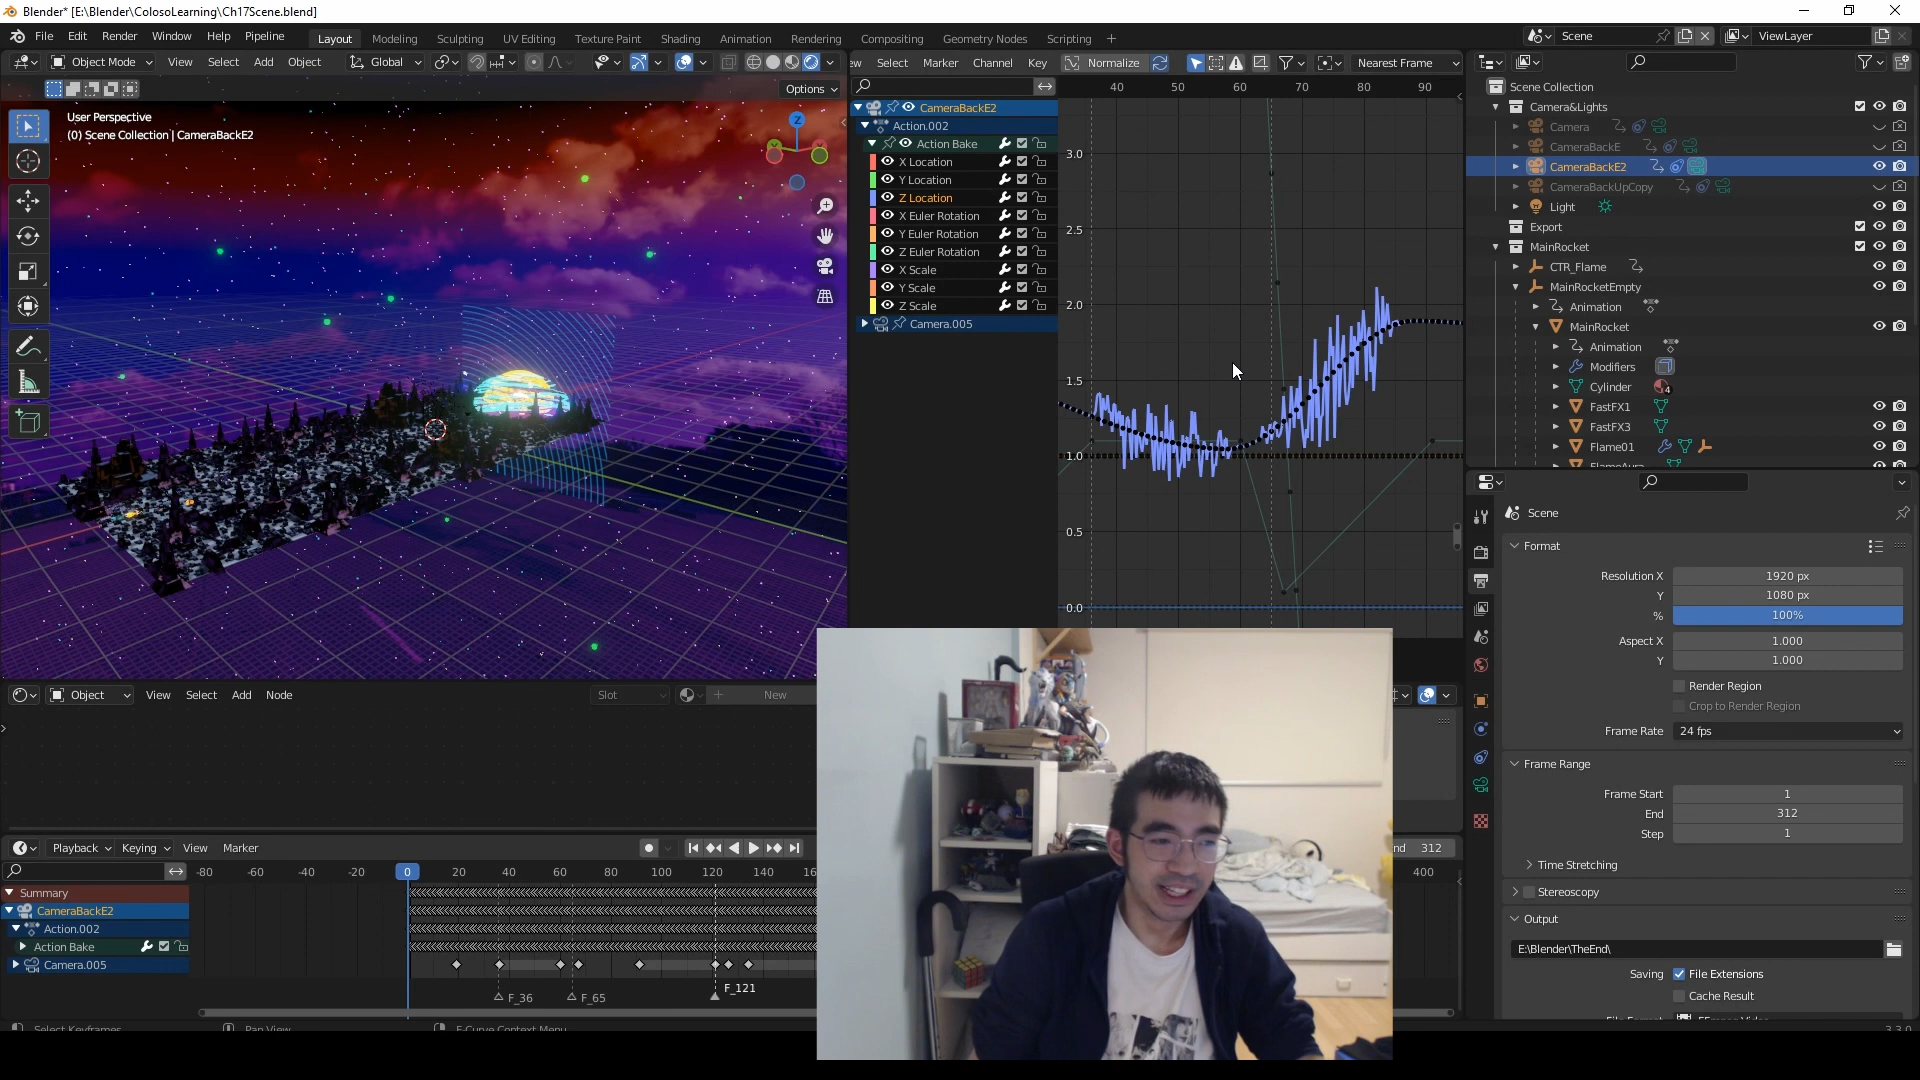 Blender* [E:\Blender\ColosoLearning\Ch17Scene.blend]
File Edit Render Window Help Pipeline
Layout Modeling Sculpting UV Editing Texture Paint Shading Animation Rendering Compositing Geometry Nodes Scripting +
Scene
ViewLayer
Object Mode View Select Add Object
Global
Options
User Perspective
(0) Scene Collection | CameraBackE2
Z
Select Marker Channel Key Normalize Nearest Frame
40 50 60 70 80 90
CameraBackE2
Action.002
Action Bake
X Location
Y Location
Z Location
X Euler Rotation
Y Euler Rotation
Z Euler Rotation
X Scale
Y Scale
Z Scale
Camera.005
3.0
2.5
2.0
1.5
1.0
0.5
0.0
Scene Collection
Camera&Lights
Camera
CameraBackE
CameraBackE2
CameraBackUpCopy
Light
Export
MainRocket
CTR_Flame
MainRocketEmpty
Animation
MainRocket
Animation
Modifiers
Cylinder 4
FastFX1
FastFX3
Flame01
FlameAura
Scene
Format
Resolution X 1920 px
Y 1080 px
% 100%
Aspect X 1.000
Y 1.000
Render Region
Crop to Render Region
Frame Rate 24 fps
Frame Range
Frame Start 1
End 312
Step 1
Time Stretching
Stereoscopy
Output
E:\Blender\TheEnd\
Saving File Extensions
Cache Result
Object View Select Add Node
Slot New
Playback Keying View Marker
nd 312
-80 -60 -40 -20 0 20 40 60 80 100 120 140 16
400
Summary
CameraBackE2
Action.002
Action Bake
Camera.005
F_36 F_65 F_121
Select Keyframes Pan View F-Curve Context Menu
3.3.0